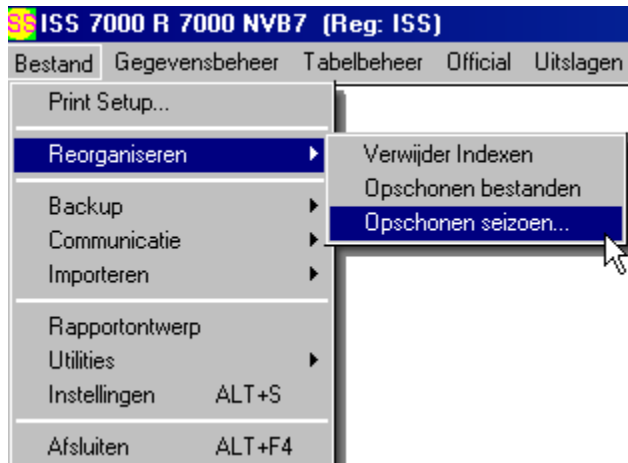 SS ISS 7000 R 7000 NVB7 (Reg: ISS)
Bestand Gegevensbeheer Tabelbeheer Official Uitslagen
Print Setup...
Reorganiseren
Verwijder Indexen
Opschonen bestanden
Opschonen seizoen...
Backup
Communicatie
Importeren
Rapportontwerp
Utilities
Instellingen ALT+S
Afsluiten ALT+F4